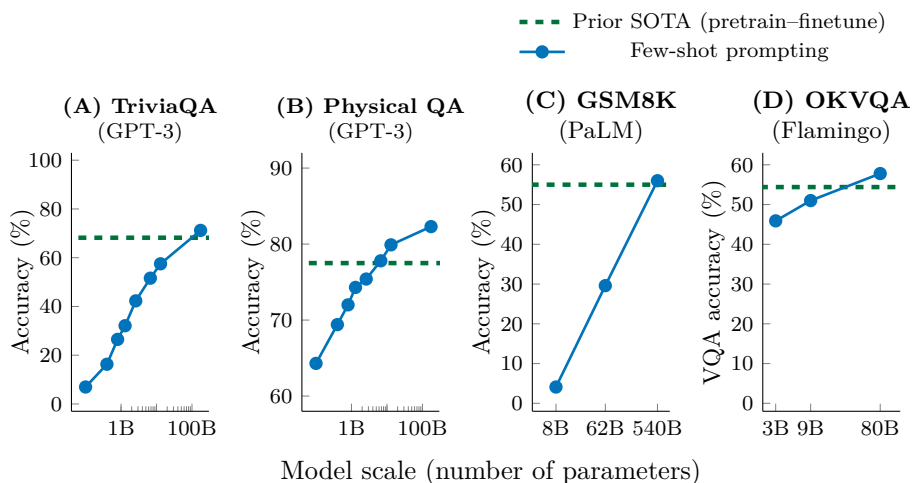 Prior SOTA (pretrain–finetune)
Few-shot prompting
(A) TriviaQA
(GPT-3)
100
80
60
40
20
0
1B
100B
Accuracy (%)
(B) Physical QA
(GPT-3)
90
80
70
60
1B
100B
Accuracy (%)
(C) GSM8K
(PaLM)
60
50
40
30
20
10
0
8B
62B
540B
Accuracy (%)
(D) OKVQA
(Flamingo)
60
50
40
30
20
10
0
3B
9B
80B
VQA accuracy (%)
Model scale (number of parameters)